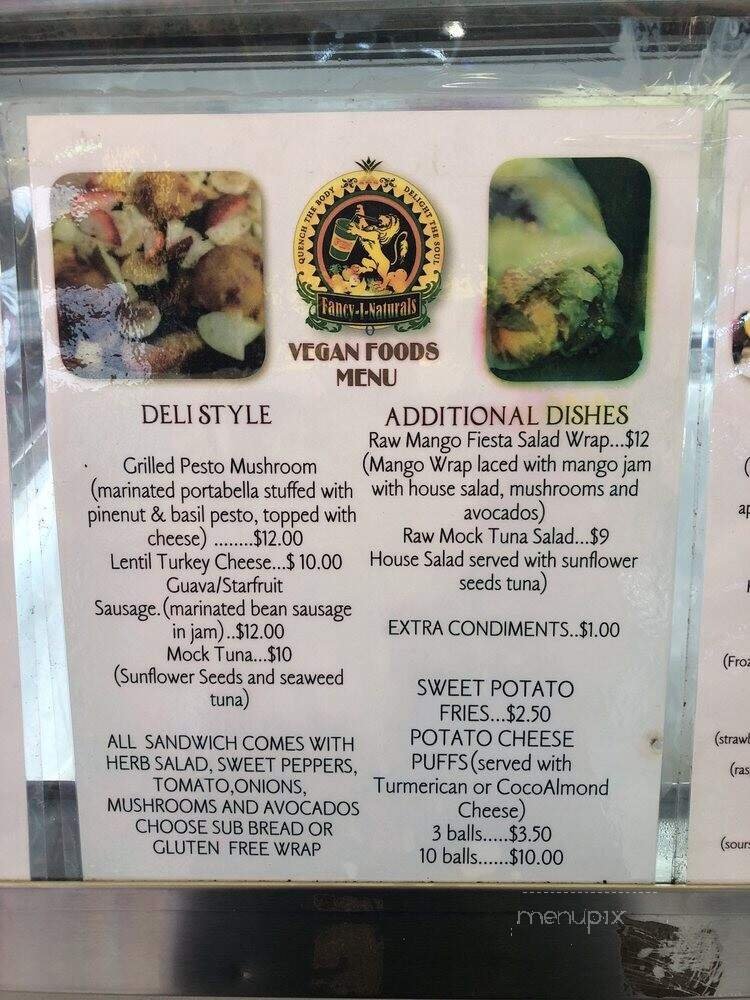 QUENCH THE BODY DELIGHT THE SOUL
Fancy-I-Naturals
VEGAN FOODS
MENU
DELI STYLE
Grilled Pesto Mushroom
(marinated portabella stuffed with
pinenut & basil pesto, topped with
cheese) ........$12.00
Lentil Turkey Cheese...$ 10.00
Guava/Starfruit
Sausage.(marinated bean sausage
in jam)..$12.00
Mock Tuna...$10
(Sunflower Seeds and seaweed
tuna)
ALL SANDWICH COMES WITH
HERB SALAD, SWEET PEPPERS,
TOMATO,ONIONS,
MUSHROOMS AND AVOCADOS
CHOOSE SUB BREAD OR
GLUTEN FREE WRAP
ADDITIONAL DISHES
Raw Mango Fiesta Salad Wrap...$12
(Mango Wrap laced with mango jam
with house salad, mushrooms and
avocados)
Raw Mock Tuna Salad...$9
House Salad served with sunflower
seeds tuna)
EXTRA CONDIMENTS..$1.00
SWEET POTATO
FRIES...$2.50
POTATO CHEESE
PUFFS(served with
Turmerican or CocoAlmond
Cheese)
3 balls.....$3.50
10 balls......$10.00
(Froz
(strawb
(ras
(sours
menupix